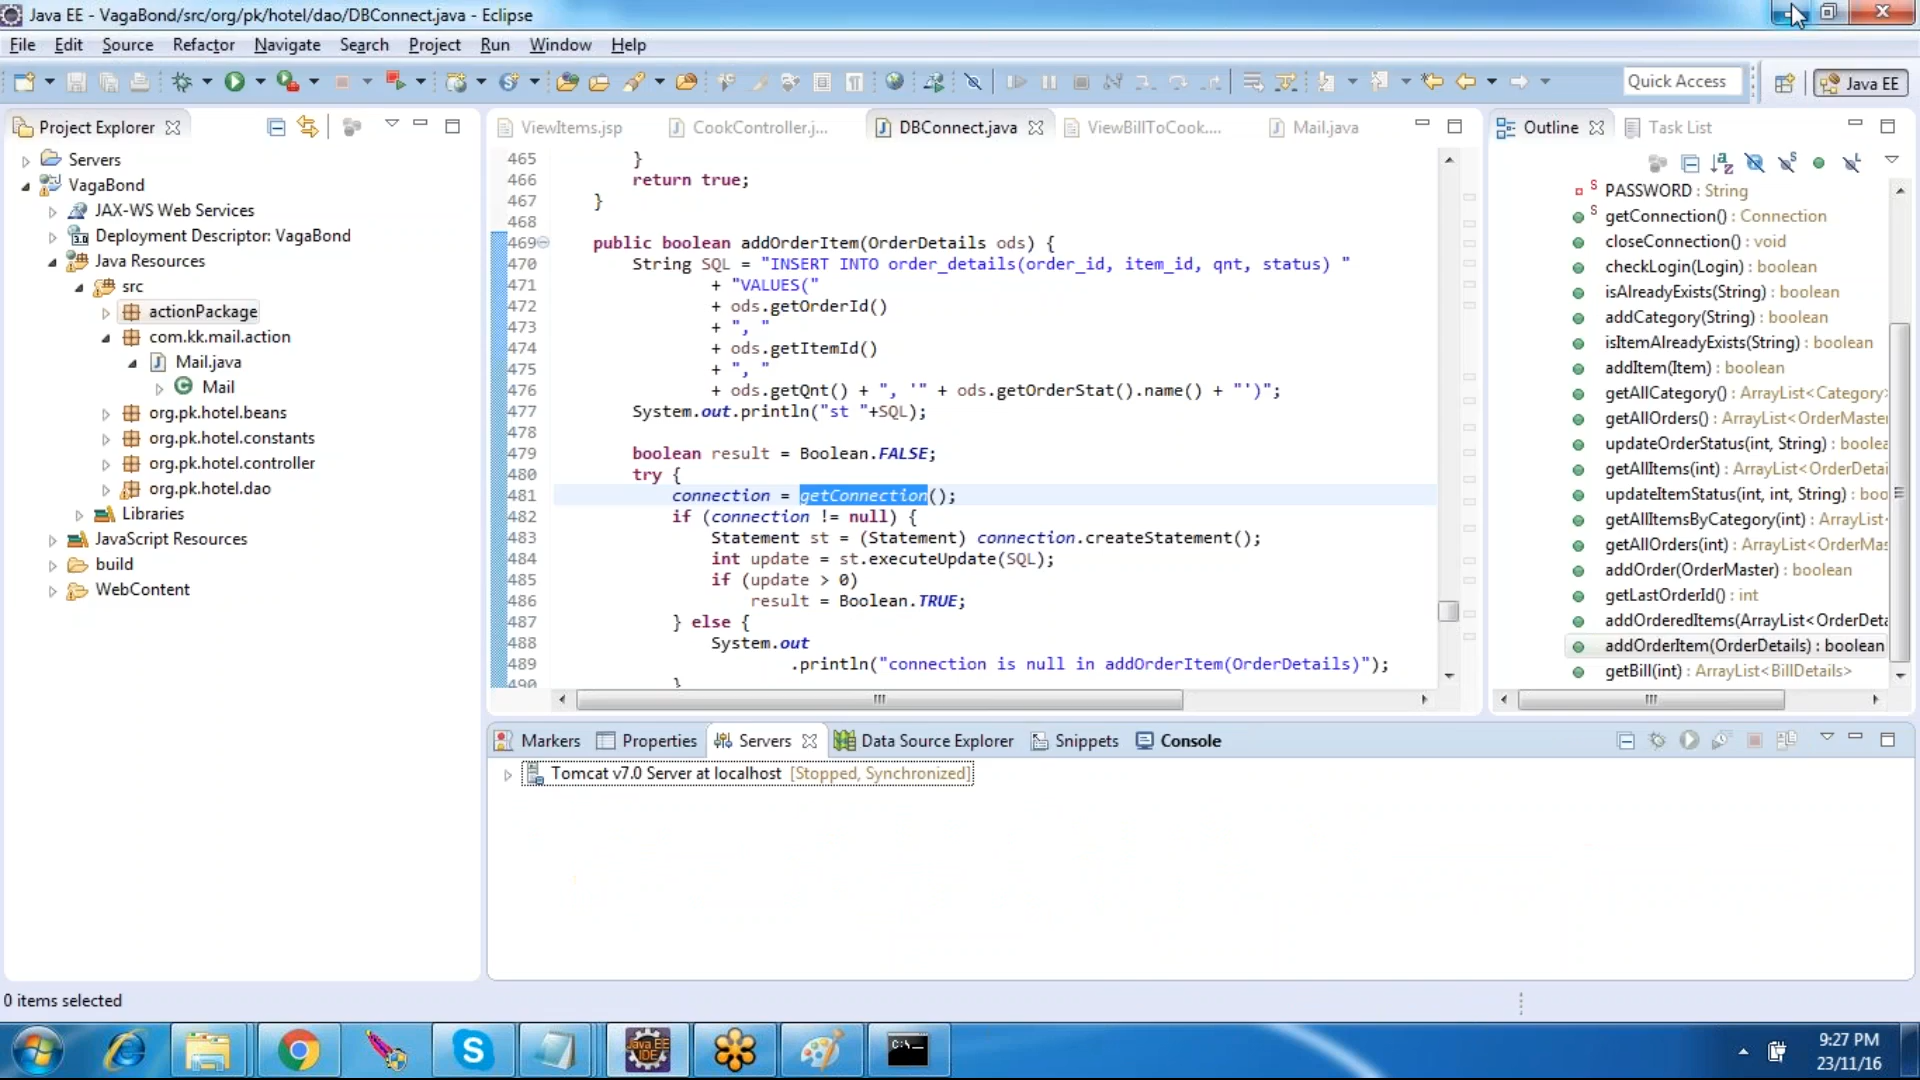 Java EE - VagaBond/src/org/pk/hotel/dao/DBConnect.java - Eclipse
File Edit Source Refactor Navigate Search Project Run Window Help
Quick Access
Java EE
Project Explorer
Servers
VagaBond
JAX-WS Web Services
Deployment Descriptor: VagaBond
Java Resources
src
actionPackage
com.kk.mail.action
Mail.java
Mail
org.pk.hotel.beans
org.pk.hotel.constants
org.pk.hotel.controller
org.pk.hotel.dao
Libraries
JavaScript Resources
build
WebContent
ViewItems.jsp
CookController.j...
DBConnect.java
ViewBillToCook....
Mail.java
465 }
466 return true;
467 }
468
469 public boolean addOrderItem(OrderDetails ods) {
470 String SQL = "INSERT INTO order_details(order_id, item_id, qnt, status) "
471 + "VALUES("
472 + ods.getOrderId()
473 + ", "
474 + ods.getItemId()
475 + ", "
476 + ods.getQnt() + ", '" + ods.getOrderStat().name() + "')";
477 System.out.println("st "+SQL);
478
479 boolean result = Boolean.FALSE;
480 try {
481 connection = getConnection();
482 if (connection != null) {
483 Statement st = (Statement) connection.createStatement();
484 int update = st.executeUpdate(SQL);
485 if (update > 0)
486 result = Boolean.TRUE;
487 } else {
488 System.out
489 .println("connection is null in addOrderItem(OrderDetails)");
490 }
Outline
Task List
PASSWORD : String
getConnection() : Connection
closeConnection() : void
checkLogin(Login) : boolean
isAlreadyExists(String) : boolean
addCategory(String) : boolean
isItemAlreadyExists(String) : boolean
addItem(Item) : boolean
getAllCategory() : ArrayList<Category>
getAllOrders() : ArrayList<OrderMaster
updateOrderStatus(int, String) : boolea
getAllItems(int) : ArrayList<OrderDetai
updateItemStatus(int, int, String) : boo
getAllItemsByCategory(int) : ArrayList<
getAllOrders(int) : ArrayList<OrderMas
addOrder(OrderMaster) : boolean
getLastOrderId() : int
addOrderedItems(ArrayList<OrderDeta
addOrderItem(OrderDetails) : boolean
getBill(int) : ArrayList<BillDetails>
Markers
Properties
Servers
Data Source Explorer
Snippets
Console
Tomcat v7.0 Server at localhost [Stopped, Synchronized]
0 items selected
Java EE
IDE
C:\_
9:27 PM
23/11/16